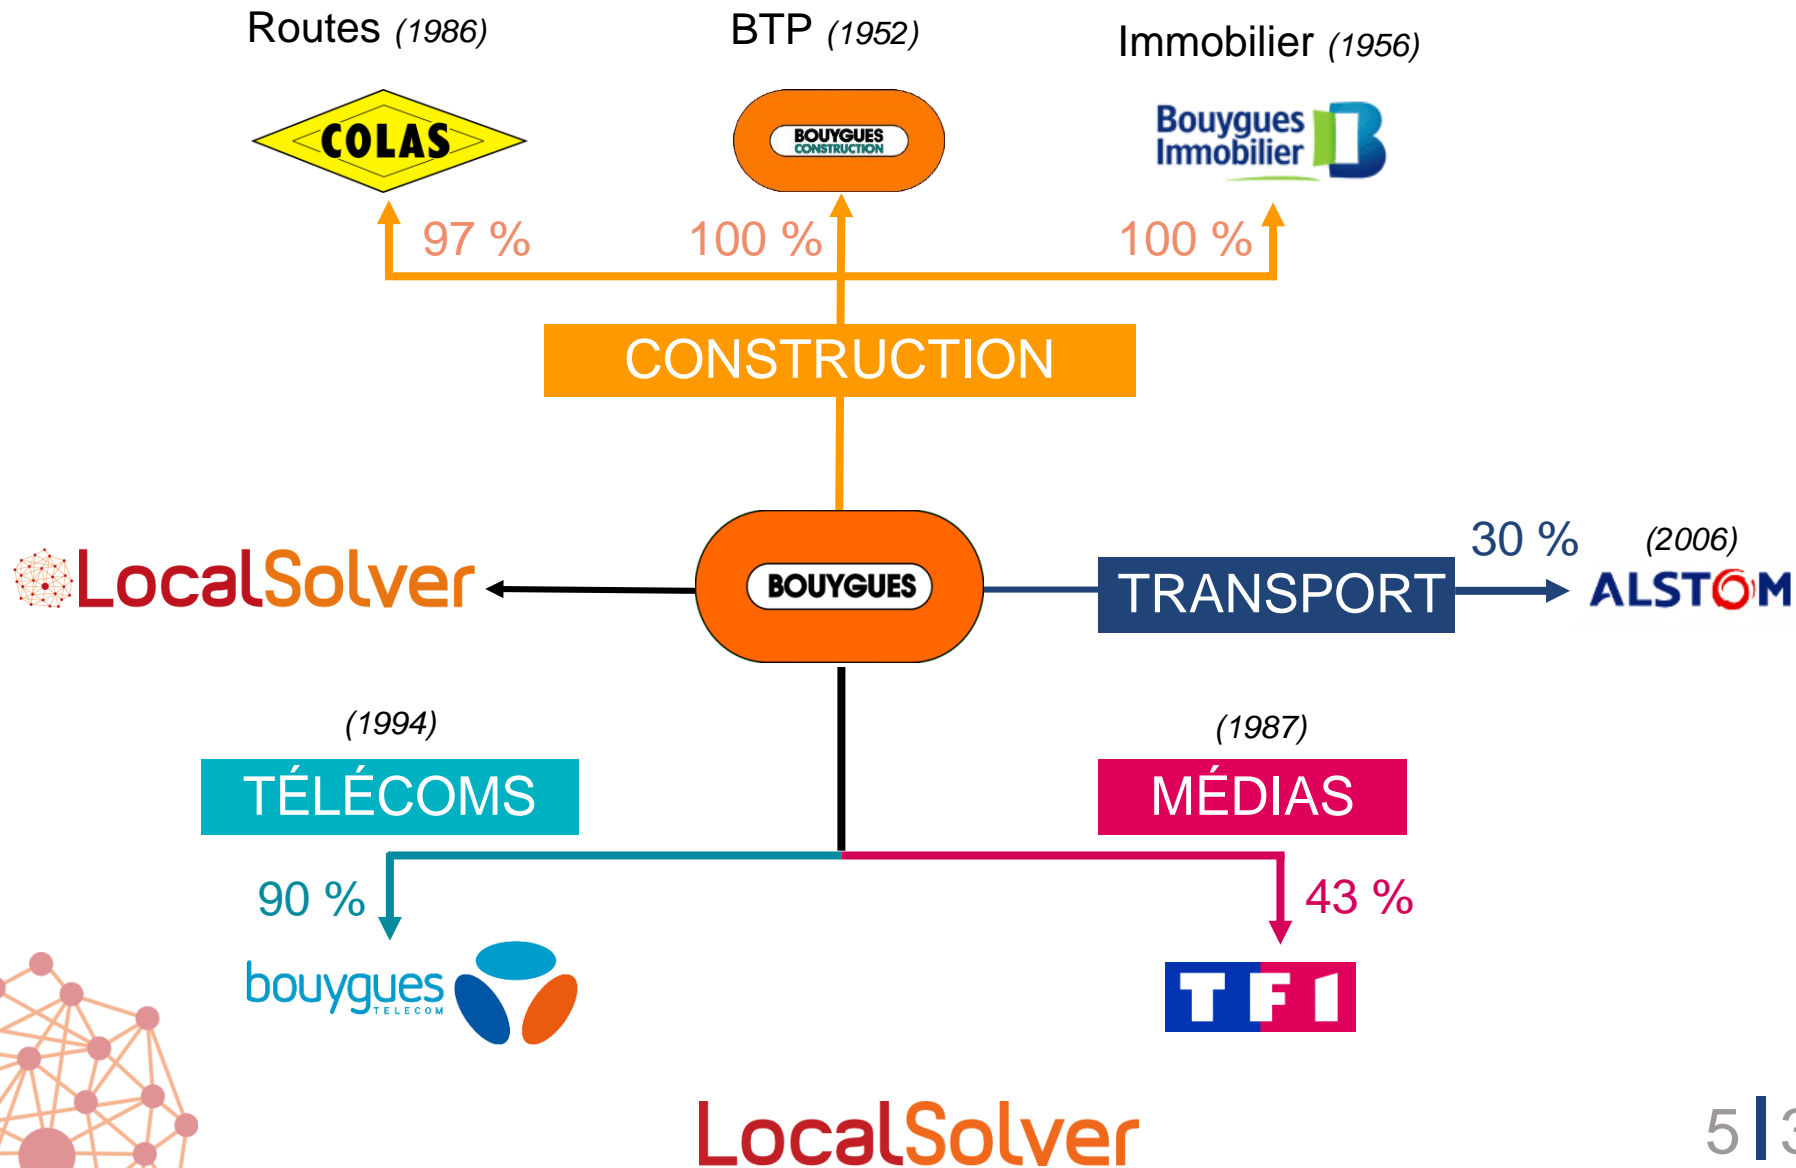 Routes (1986)
BTP (1952)
Immobilier (1956)
COLAS
BOUYGUES
CONSTRUCTION
Bouygues
Immobilier
97 %
100 %
100 %
CONSTRUCTION
LocalSolver
BOUYGUES
TRANSPORT
30 %
(2006)
ALSTOM
(1994)
TÉLÉCOMS
(1987)
MÉDIAS
90 %
43 %
bouygues
TELECOM
TF1
LocalSolver
5